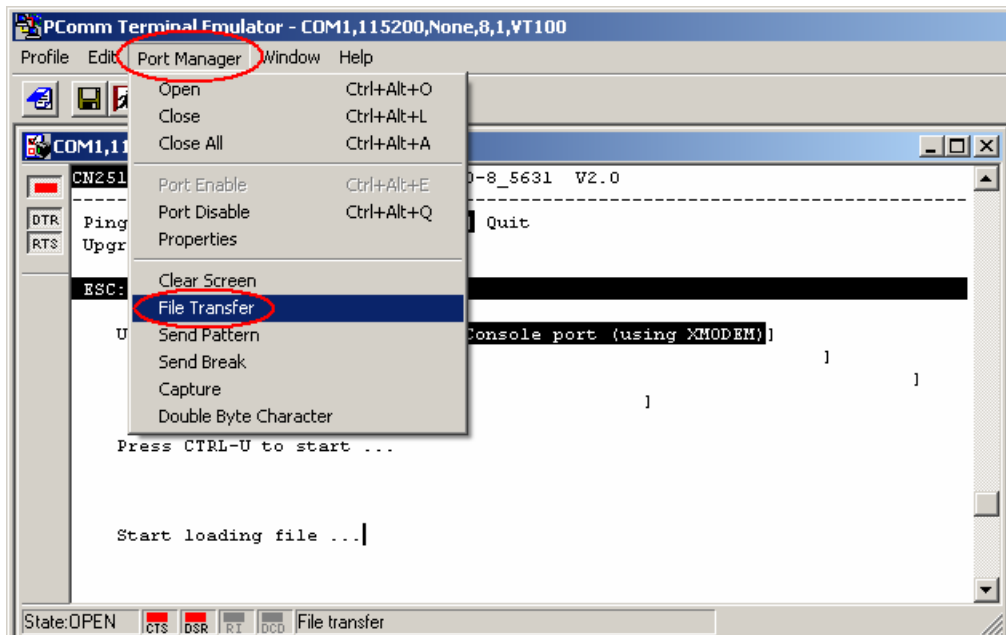 PComm Terminal Emulator - COM1,115200,None,8,1,VT100
Profile Edit Port Manager Window Help
Open Ctrl+Alt+O
Close Ctrl+Alt+L
Close All Ctrl+Alt+A
Port Enable Ctrl+Alt+E
Port Disable Ctrl+Alt+Q
Properties
Clear Screen
File Transfer
Send Pattern
Send Break
Capture
Double Byte Character
COM1,11
CN251 0-8_5631 V2.0
DTR
RTS
Ping ] Quit
Upgr
ESC:
U Console port (using XMODEM)]
]
]
]
Press CTRL-U to start ...
Start loading file ...
State:OPEN CTS DSR RI DCD File transfer